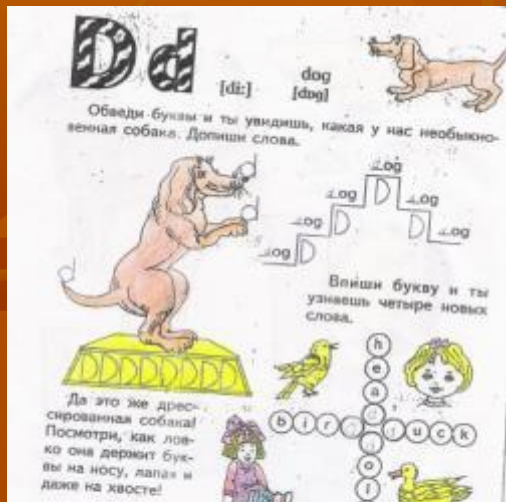 Dd
[di:]
dog
[dɒg]
Обведи буквы и ты увидишь, какая у нас необыкно-
венная собака. Допиши слова.
og
og og
og og
D D D
Впиши букву и ты
узнаешь четыре новых
слова.
DDDDDDDD
Да это же дрес-
сированная собака!
Посмотри, как лов-
ко она держит бук-
вы на носу, лапах и
даже на хвосте!
h
e
a
b i r d u c k
o
l